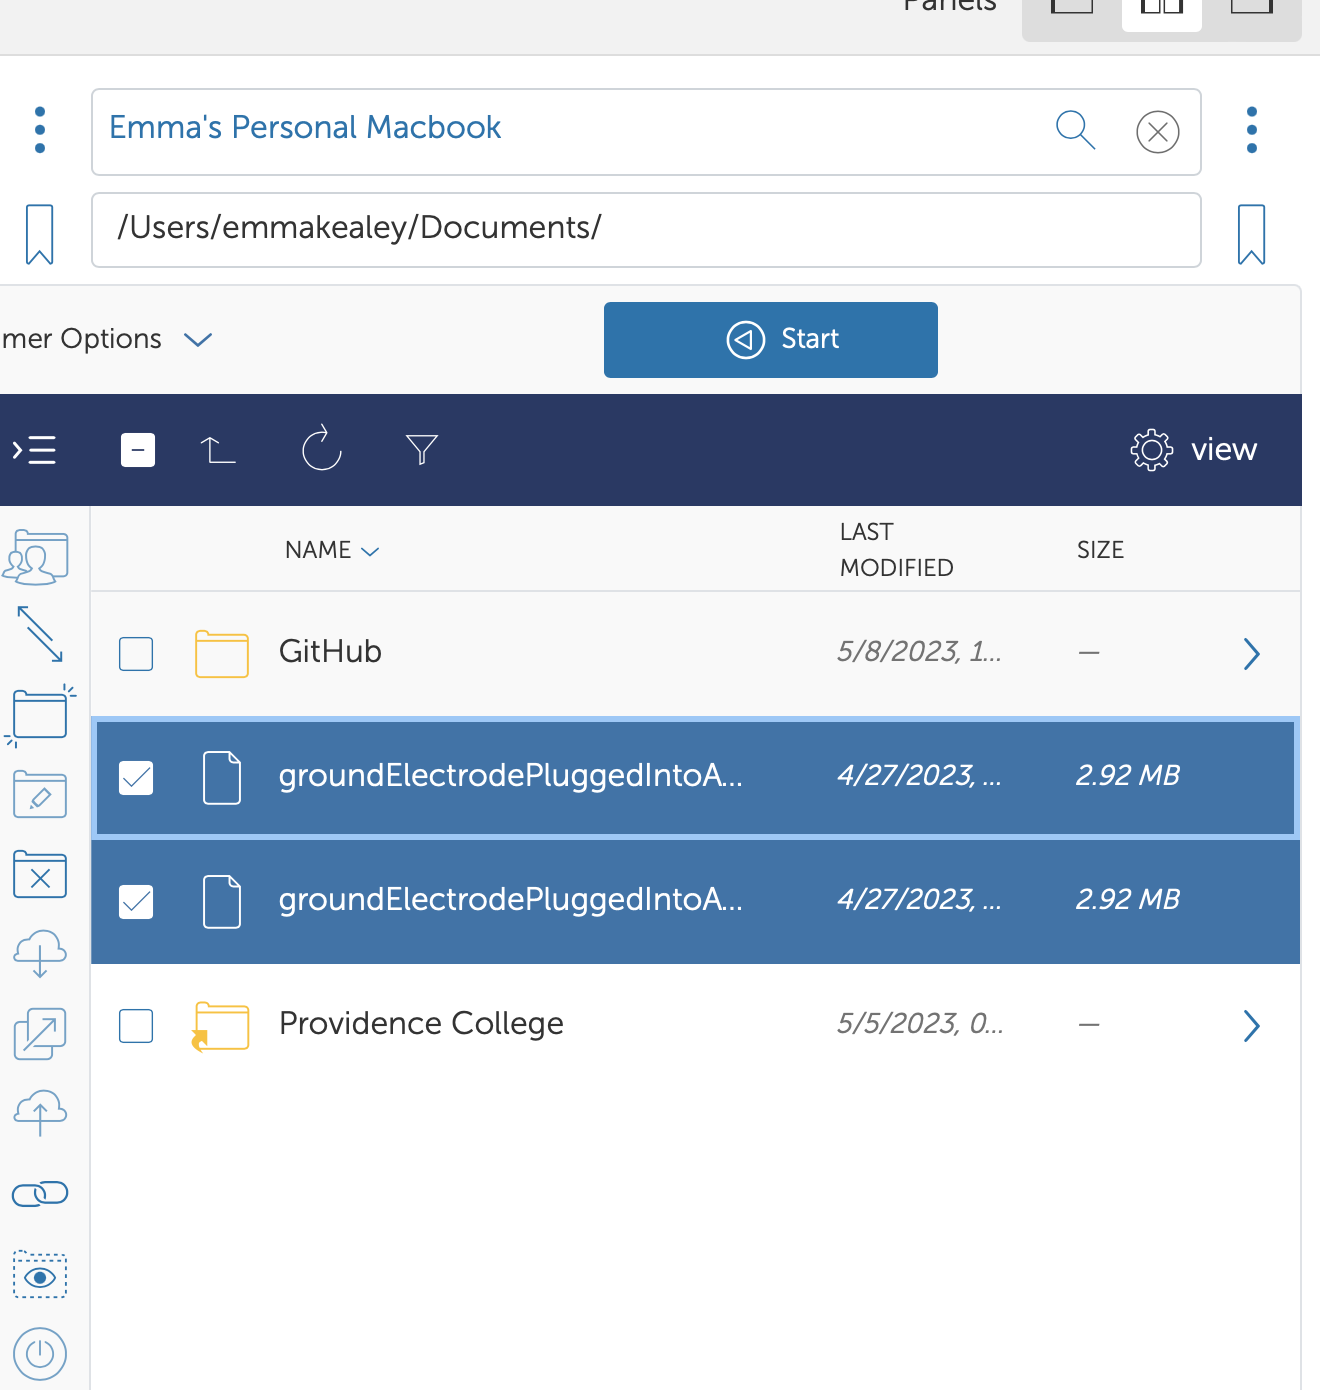 Panels
Emma's Personal Macbook
/Users/emmakealey/Documents/
mer Options
Start
view
NAME
LAST MODIFIED
SIZE
GitHub
5/8/2023, 1...
—
groundElectrodePluggedIntoA...
4/27/2023, ...
2.92 MB
groundElectrodePluggedIntoA...
4/27/2023, ...
2.92 MB
Providence College
5/5/2023, 0...
—